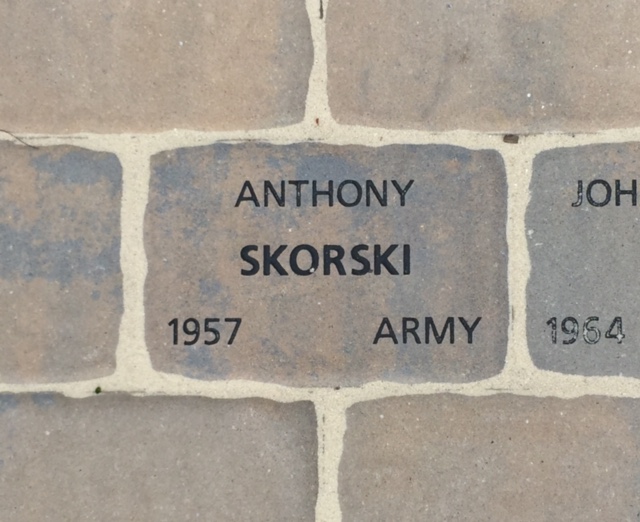 ANTHONY
SKORSKI
1957 ARMY
JOH
1964